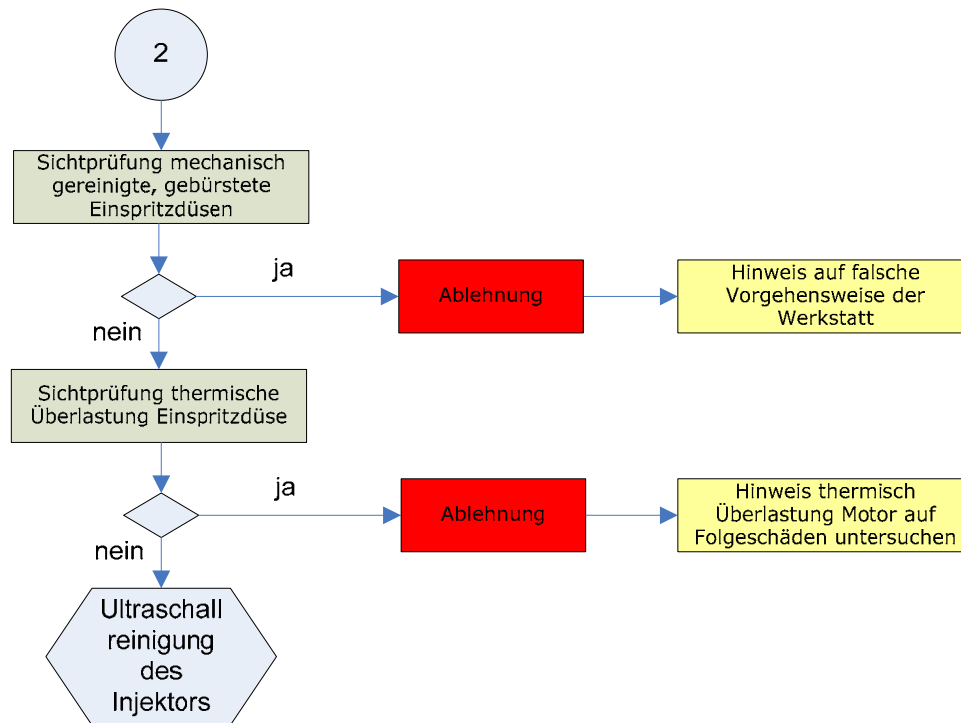 2
Sichtprüfung mechanisch
gereinigte, gebürstete
Einspritzdüsen
ja
Ablehnung
Hinweis auf falsche
Vorgehensweise der
Werkstatt
nein
Sichtprüfung thermische
Überlastung Einspritzdüse
ja
Ablehnung
Hinweis thermisch
Überlastung Motor auf
Folgeschäden untersuchen
nein
Ultraschall
reinigung
des
Injektors